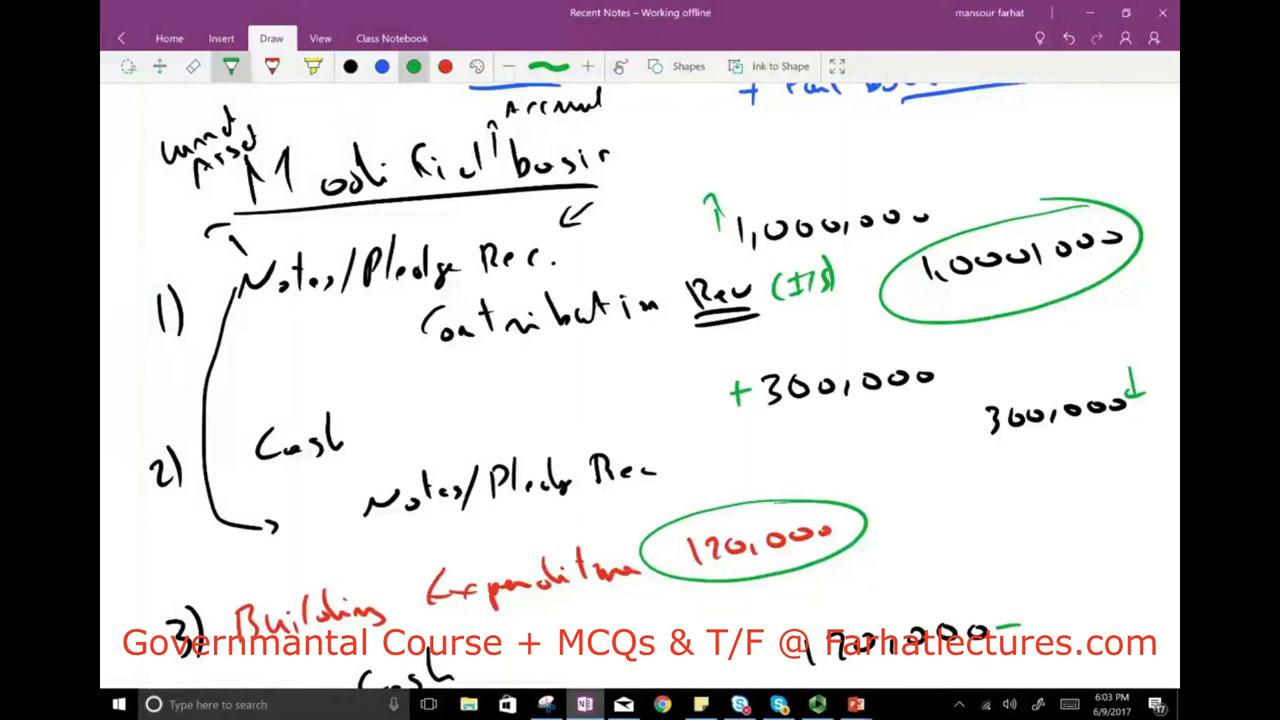 Recent Notes – Working offline
mansour farhat
Home Insert Draw View Class Notebook
Shapes Ink to Shape
Accrual
Current
Asset
Modified basis
1,000,000
1) Notes/Pledge Rec.
1,000,000
Contribution Rev (I/S)
+300,000
300,000
2) Cash
Notes/Pledge Rec
120,000
3) Building Expenditure
120,000 –
Cash
Governmantal Course + MCQs & T/F @ Farhatlectures.com
Type here to search
6:03 PM
6/9/2017
17